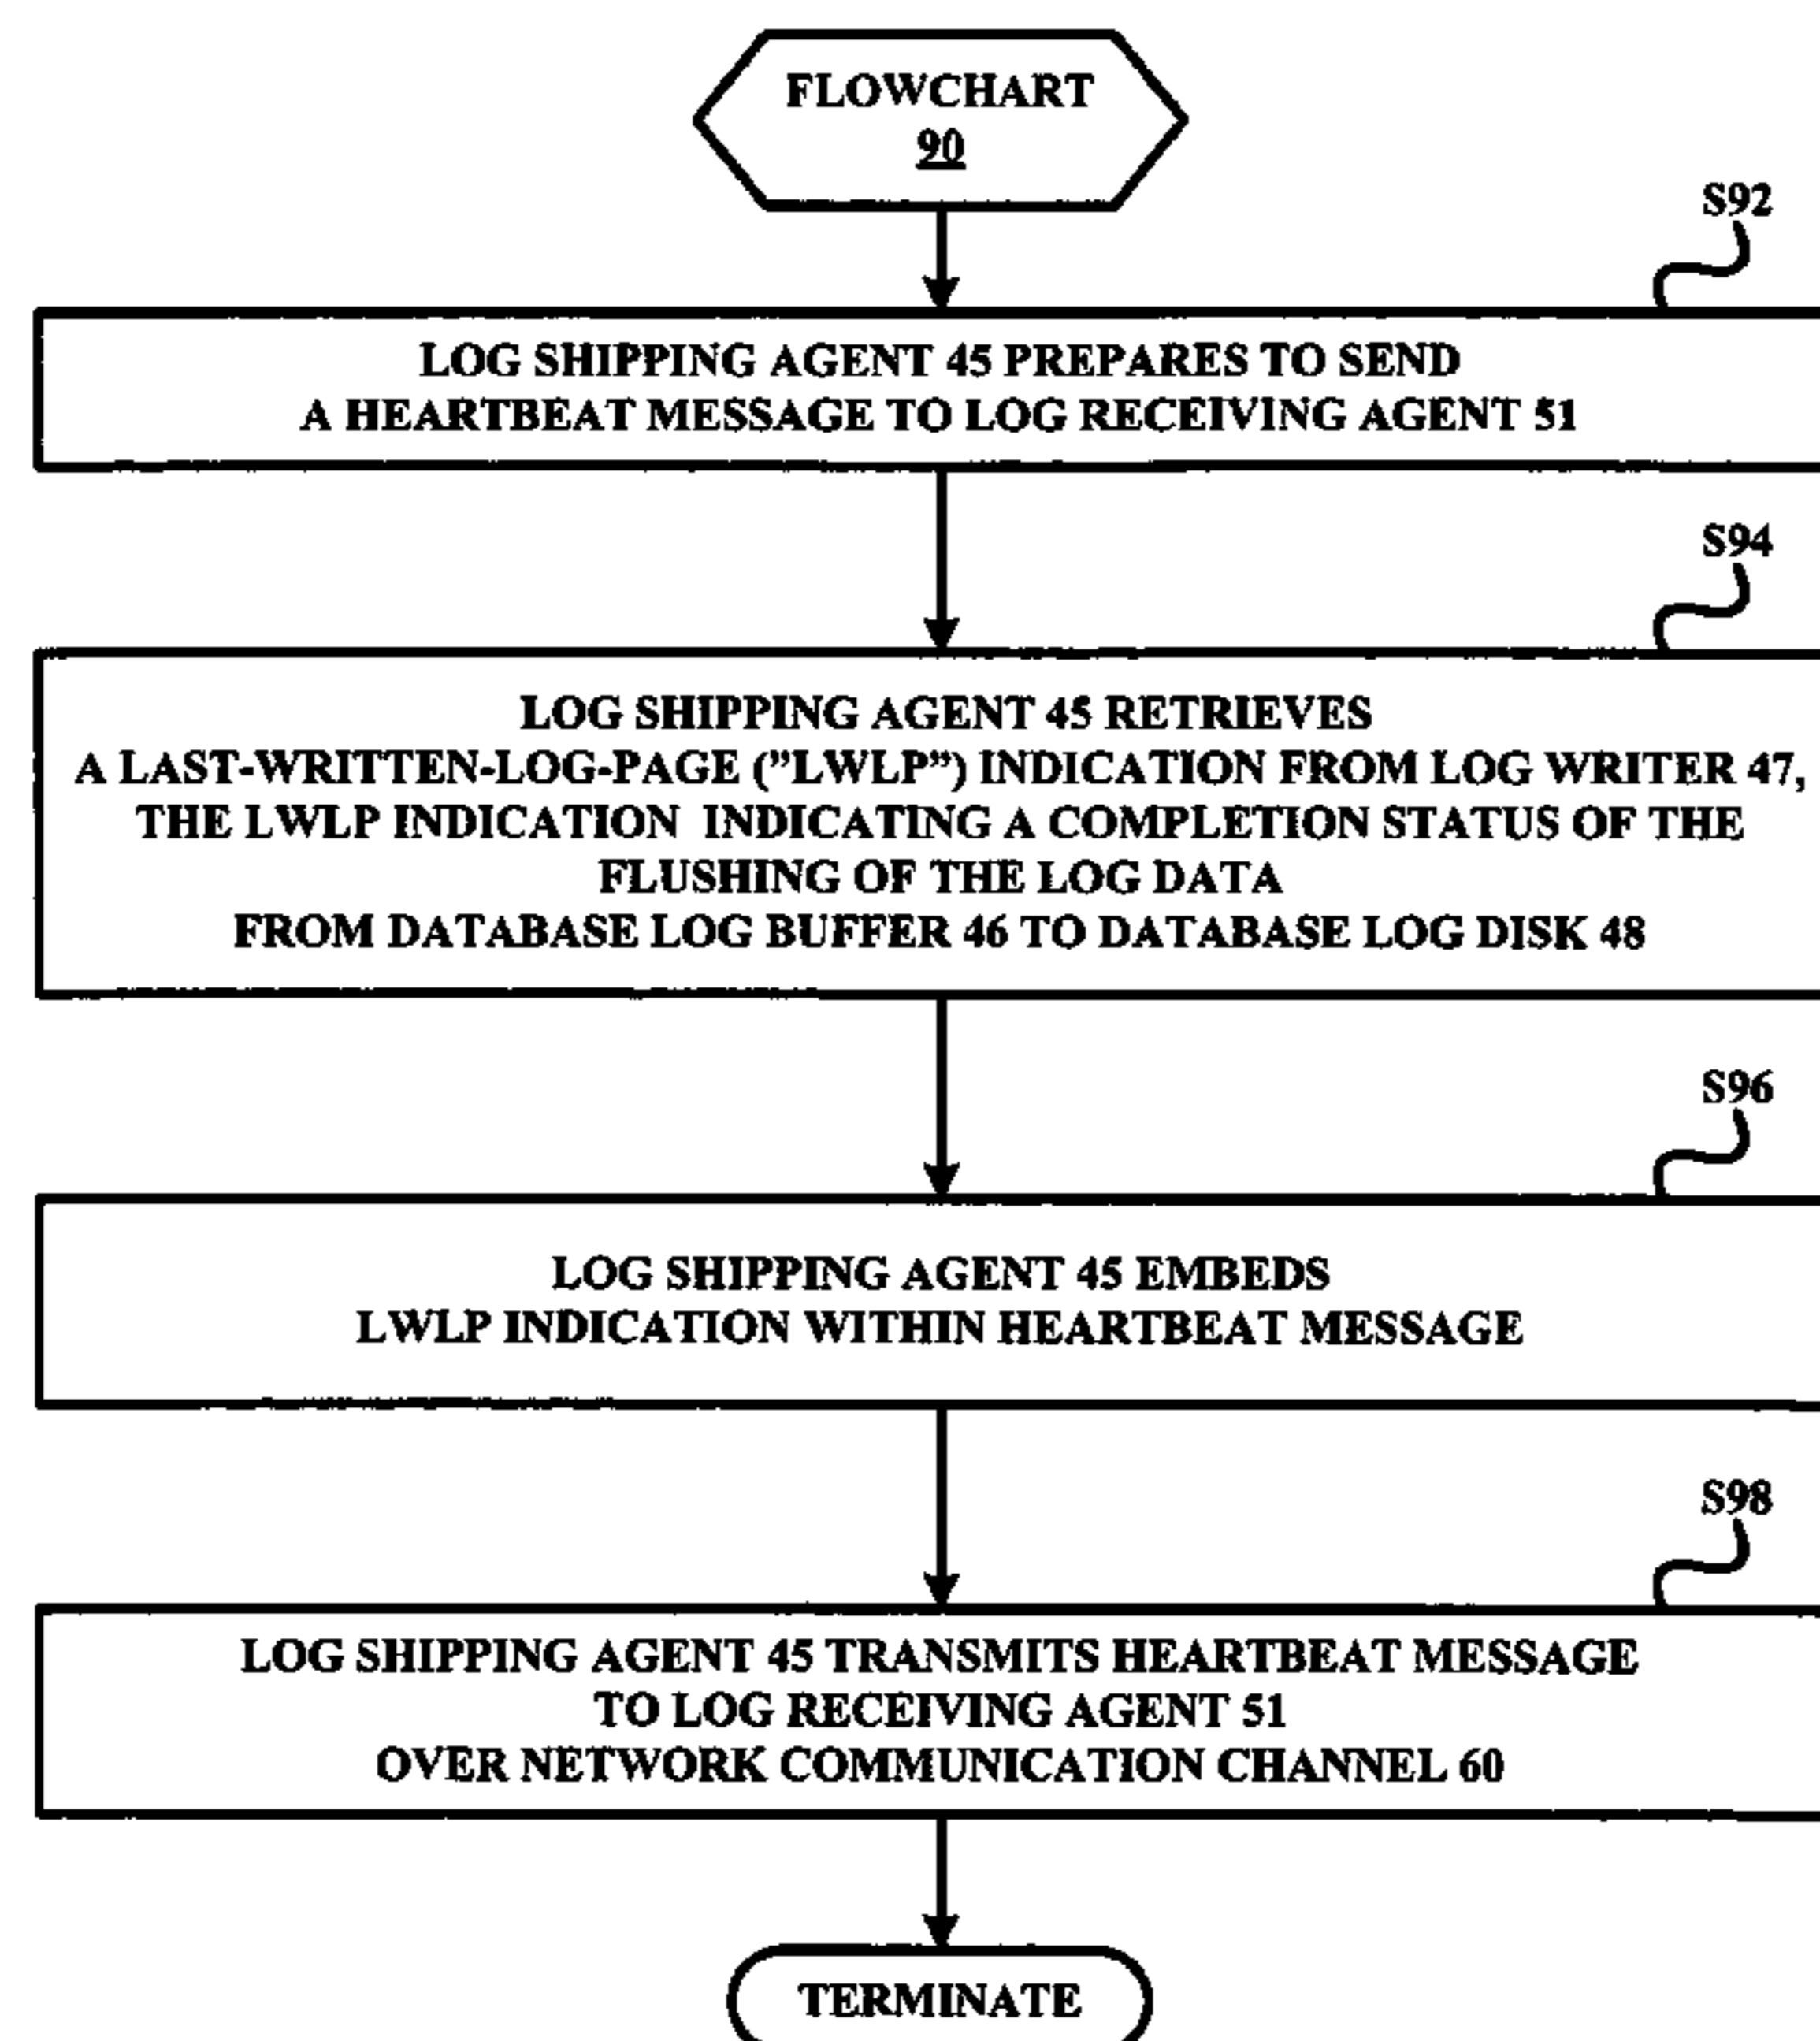 FLOWCHART
90
S92
LOG SHIPPING AGENT 45 PREPARES TO SEND
A HEARTBEAT MESSAGE TO LOG RECEIVING AGENT 51
S94
LOG SHIPPING AGENT 45 RETRIEVES
A LAST-WRITTEN-LOG-PAGE (”LWLP”) INDICATION FROM LOG WRITER 47,
THE LWLP INDICATION INDICATING A COMPLETION STATUS OF THE
FLUSHING OF THE LOG DATA
FROM DATABASE LOG BUFFER 46 TO DATABASE LOG DISK 48
S96
LOG SHIPPING AGENT 45 EMBEDS
LWLP INDICATION WITHIN HEARTBEAT MESSAGE
S98
LOG SHIPPING AGENT 45 TRANSMITS HEARTBEAT MESSAGE
TO LOG RECEIVING AGENT 51
OVER NETWORK COMMUNICATION CHANNEL 60
TERMINATE